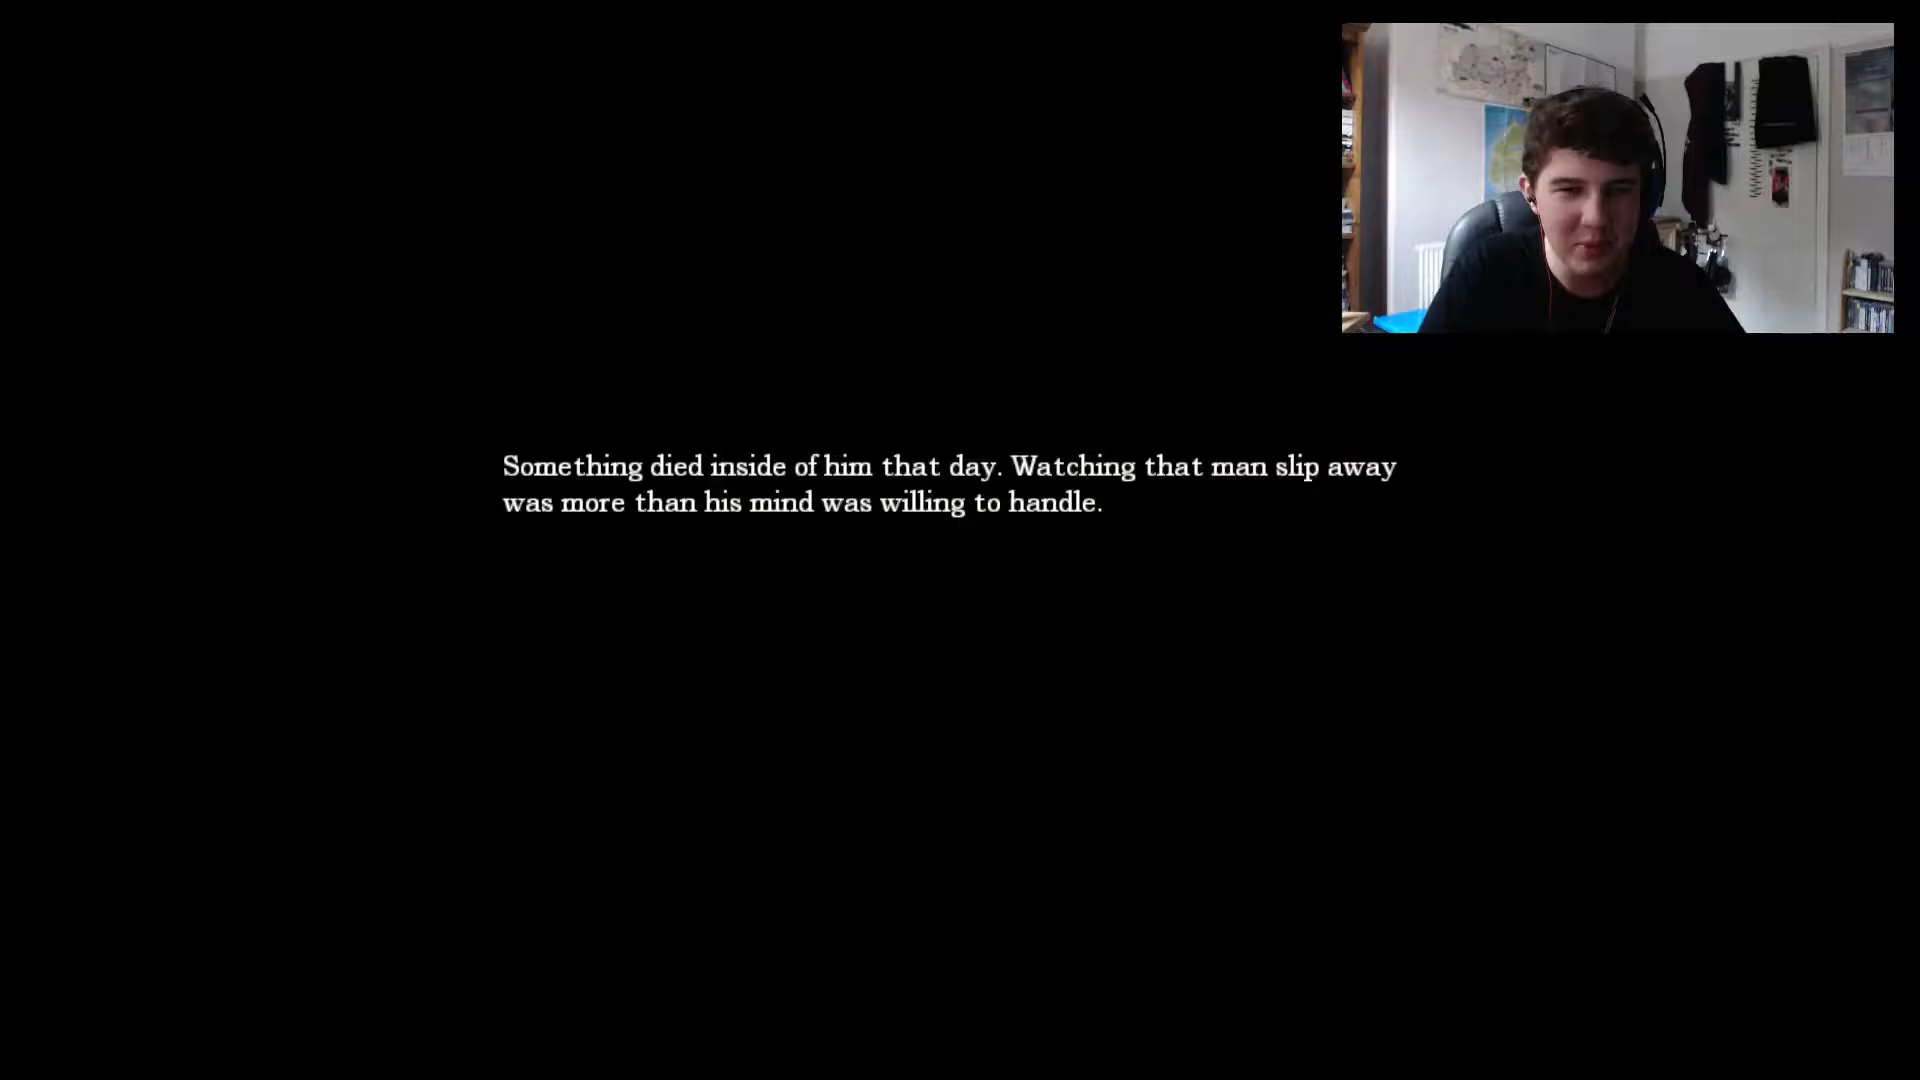 Something died inside of him that day. Watching that man slip away
was more than his mind was willing to handle.